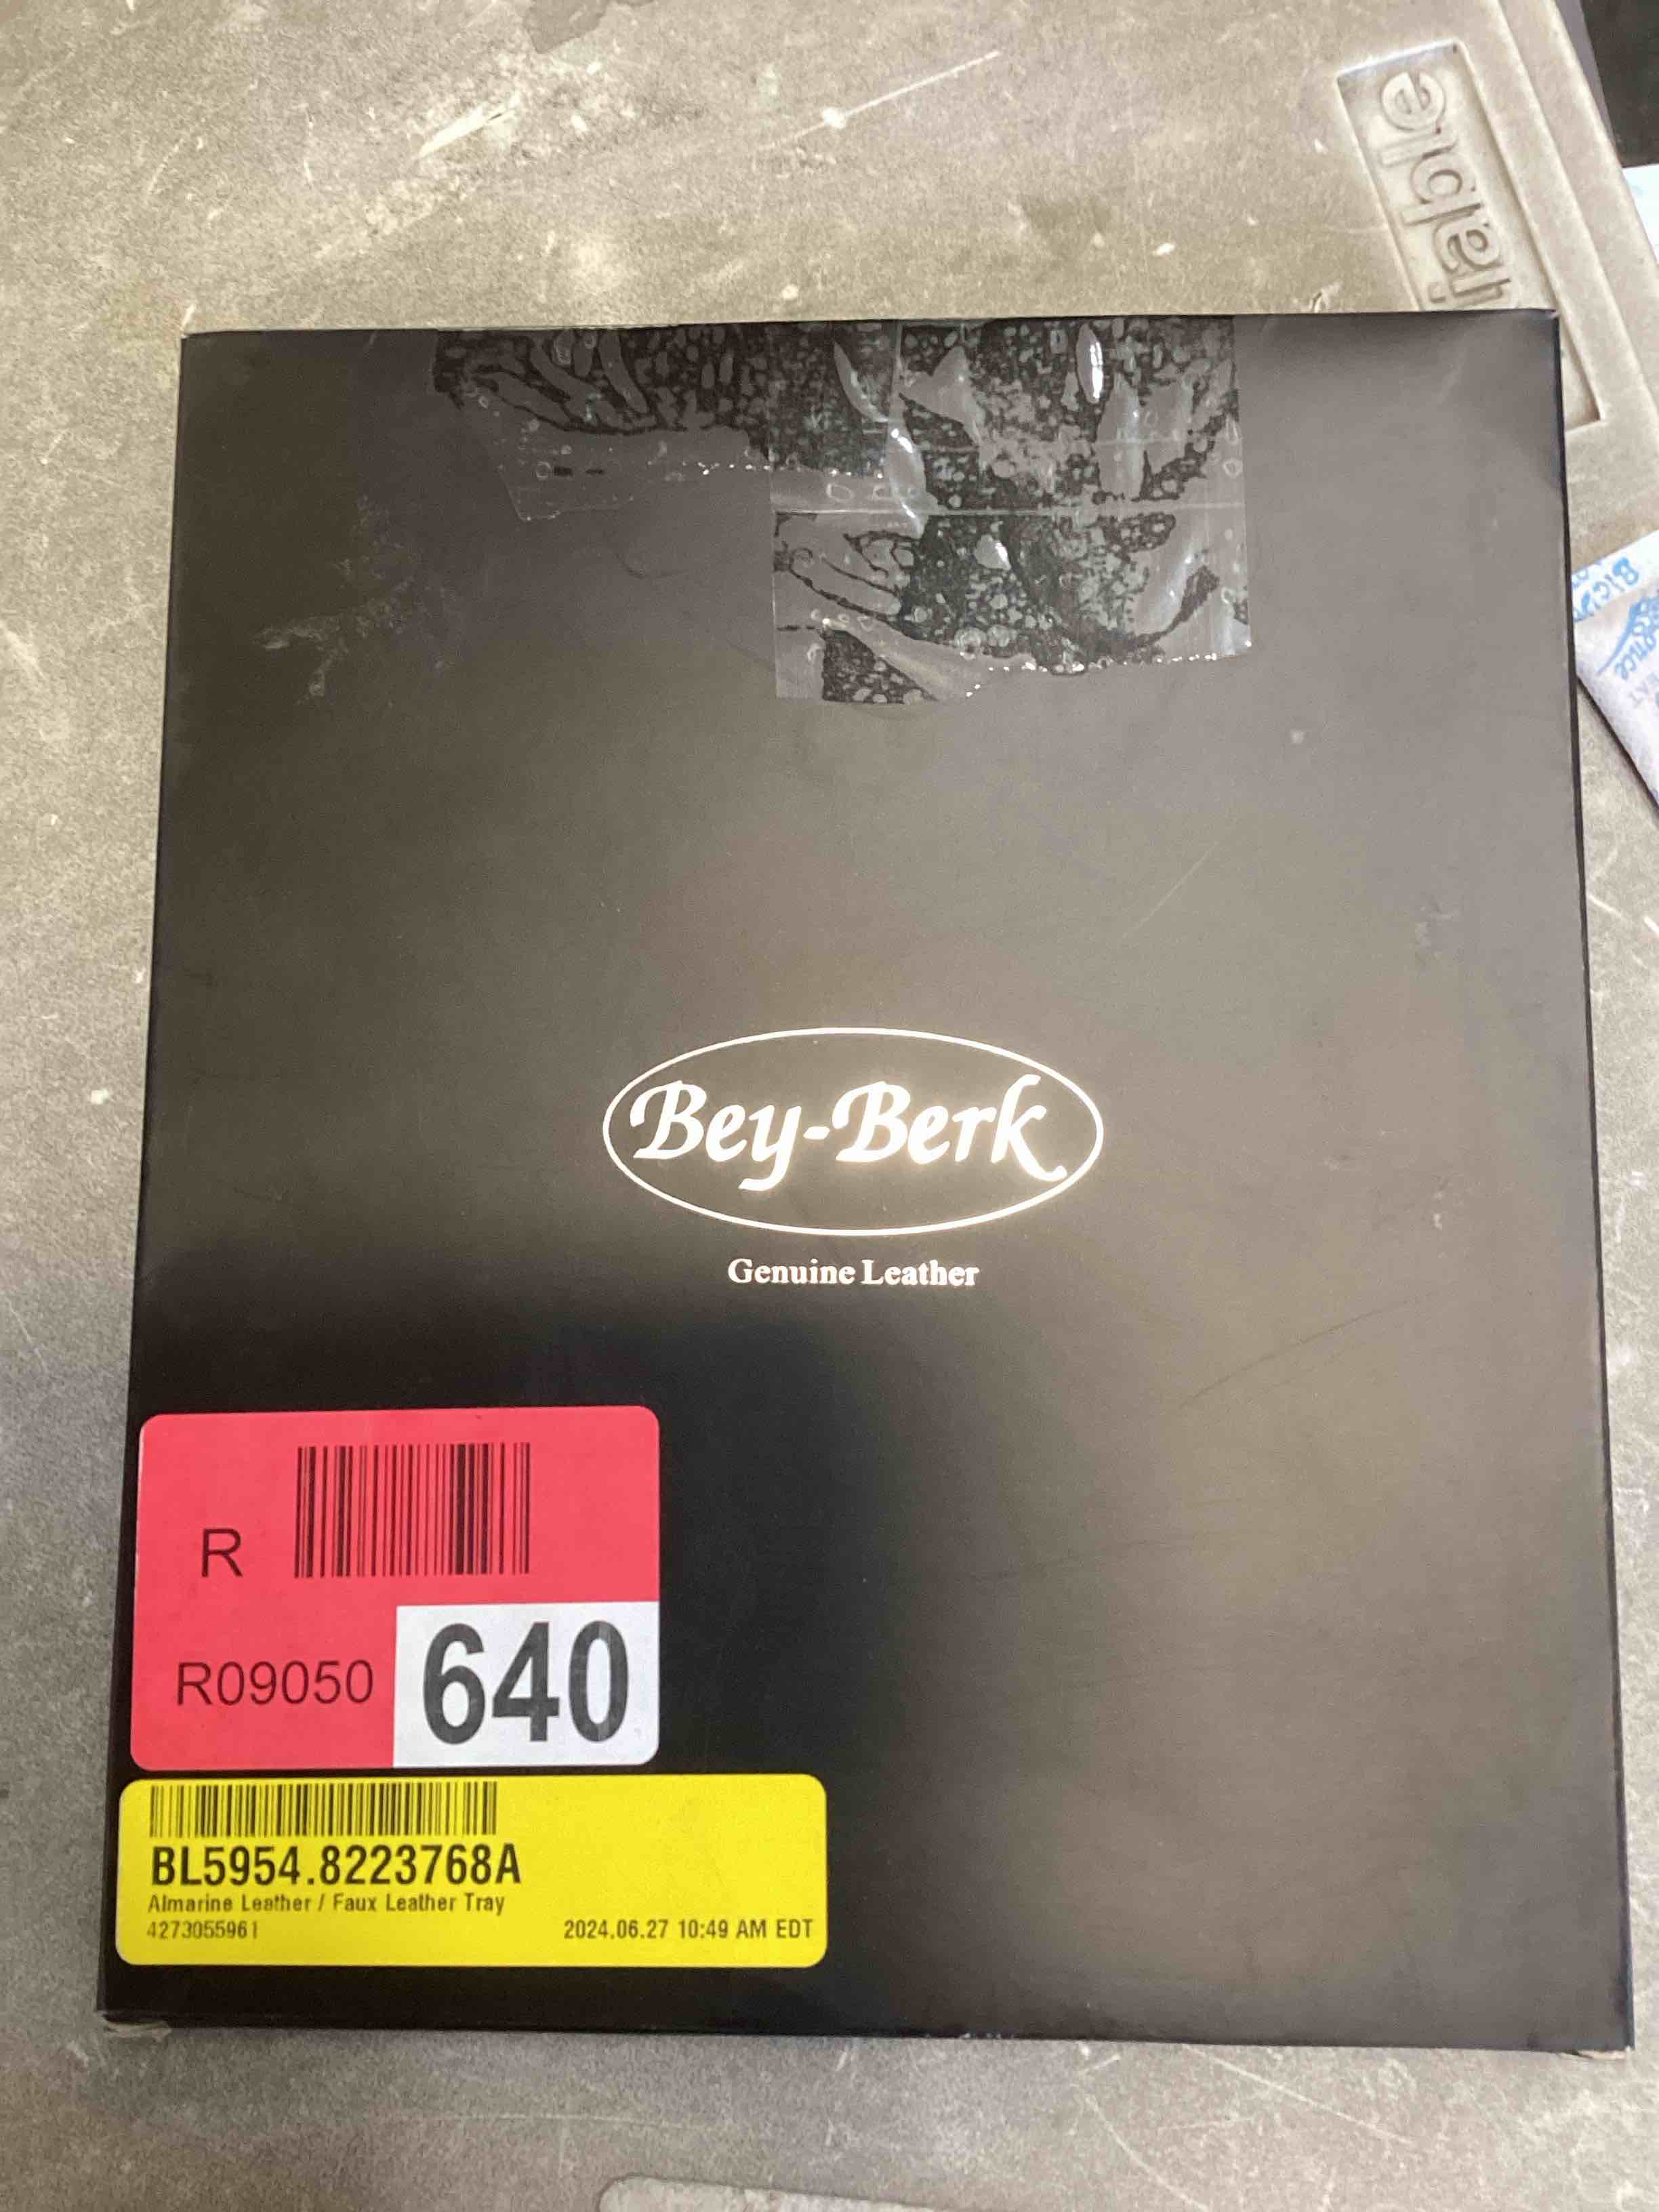 Bey-Berk
Genuine Leather
R
R09050
640
BL5954.8223768A
Almarine Leather / Faux Leather Tray
4273055961
2024.06.27 10:49 AM EDT